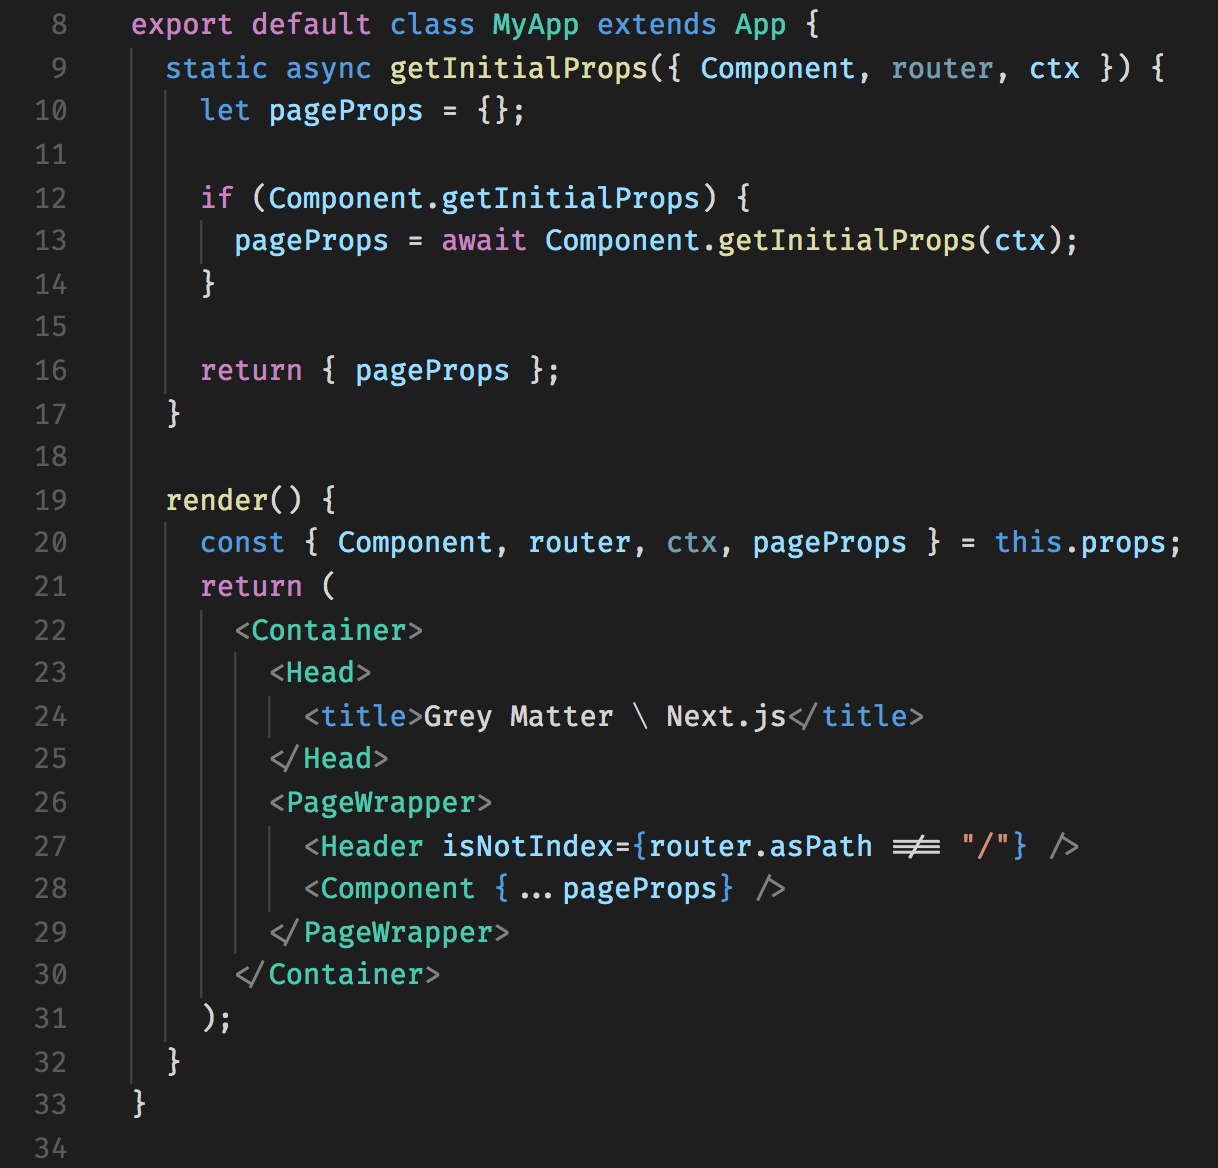 8 export default class MyApp extends App {
9 static async getInitialProps({ Component, router, ctx }) {
10 let pageProps = {};
11
12 if (Component.getInitialProps) {
13 pageProps = await Component.getInitialProps(ctx);
14 }
15
16 return { pageProps };
17 }
18
19 render() {
20 const { Component, router, ctx, pageProps } = this.props;
21 return (
22 <Container>
23 <Head>
24 <title>Grey Matter \ Next.js</title>
25 </Head>
26 <PageWrapper>
27 <Header isNotIndex={router.asPath !== "/"} />
28 <Component {...pageProps} />
29 </PageWrapper>
30 </Container>
31 );
32 }
33 }
34